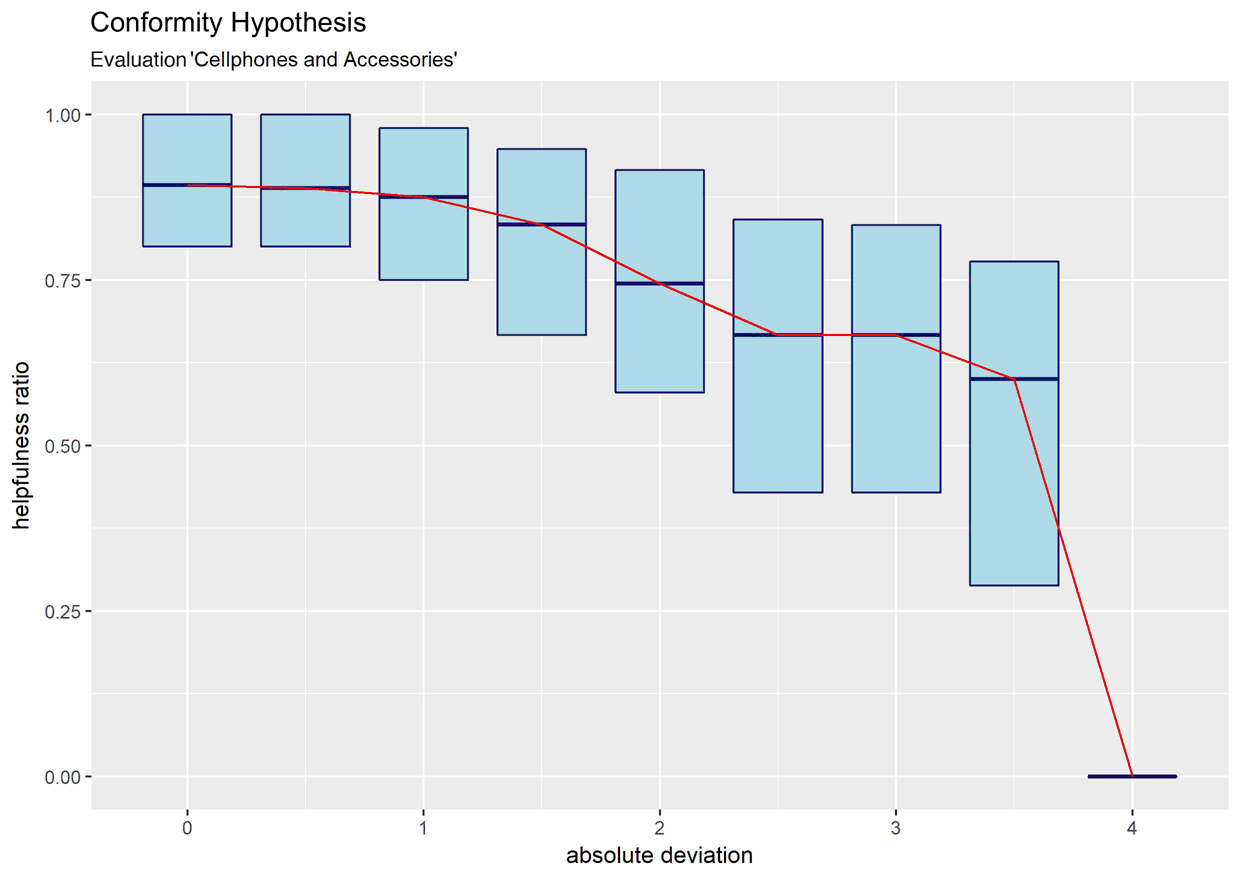 Conformity Hypothesis
Evaluation 'Cellphones and Accessories'
1.00
0.75
0.50
0.25
0.00
helpfulness ratio
0 1 2 3 4
absolute deviation